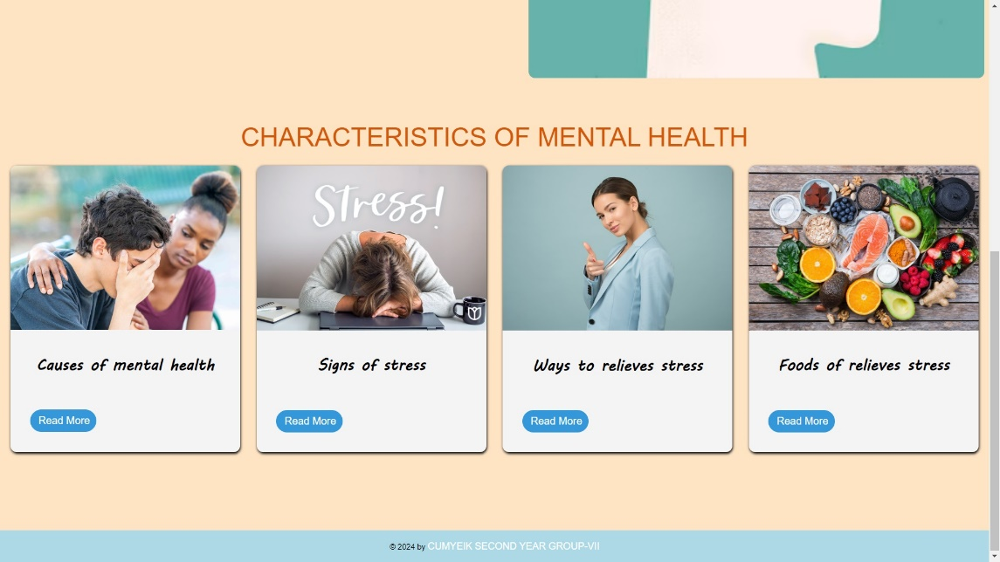 CHARACTERISTICS OF MENTAL HEALTH
Stress!
Causes of mental health
Signs of stress
Ways to relieves stress
Foods of relieves stress
Read More
Read More
Read More
Read More
© 2024 by CUMYEIK SECOND YEAR GROUP-VII